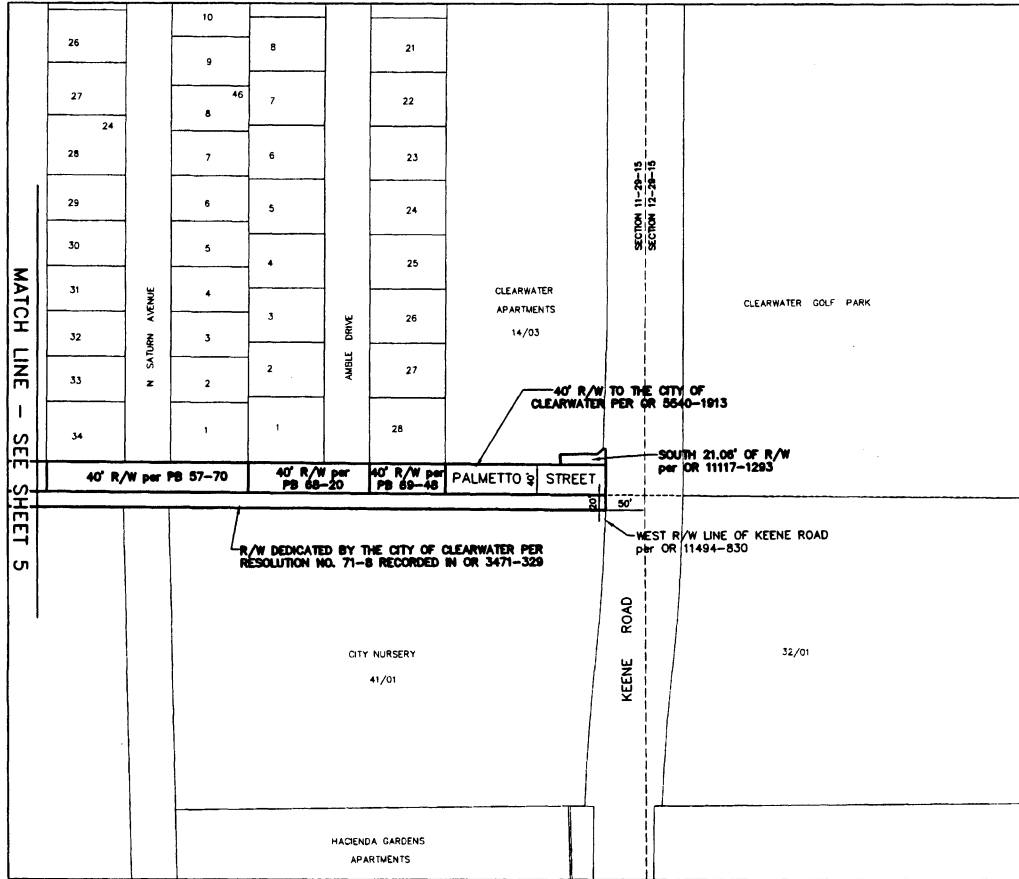 10
26
9
8
21
27
46
8
7
22
24
28
7
6
23
29
6
5
24
30
5
4
25
31
4
32
3
3
26
33
2
2
27
34
1
1
28
N SATURN AVENUE
AMBLE DRIVE
CLEARWATER
APARTMENTS
14/03
SECTION 11-29-15
SECTION 12-29-15
CLEARWATER GOLF PARK
MATCH LINE - SEE SHEET 5
40' R/W TO THE CITY OF
CLEARWATER PER OR 5540-1913
SOUTH 21.06' OF R/W
per OR 11117-1293
40' R/W per PB 57-70
40' R/W per
PB 68-20
40' R/W per
PB 69-48
PALMETTO
40'
STREET
20'
50'
WEST R/W LINE OF KEENE ROAD
per OR 11494-830
R/W DEDICATED BY THE CITY OF CLEARWATER PER
RESOLUTION NO. 71-8 RECORDED IN OR 3471-329
KEENE ROAD
CITY NURSERY
41/01
32/01
HACIENDA GARDENS
APARTMENTS